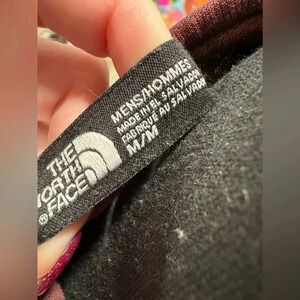 THE
NORTH
FACE
®
MENS/HOMMES
MADE IN EL SALVADOR
FABRIQUÉ AU SALVADOR
M/M